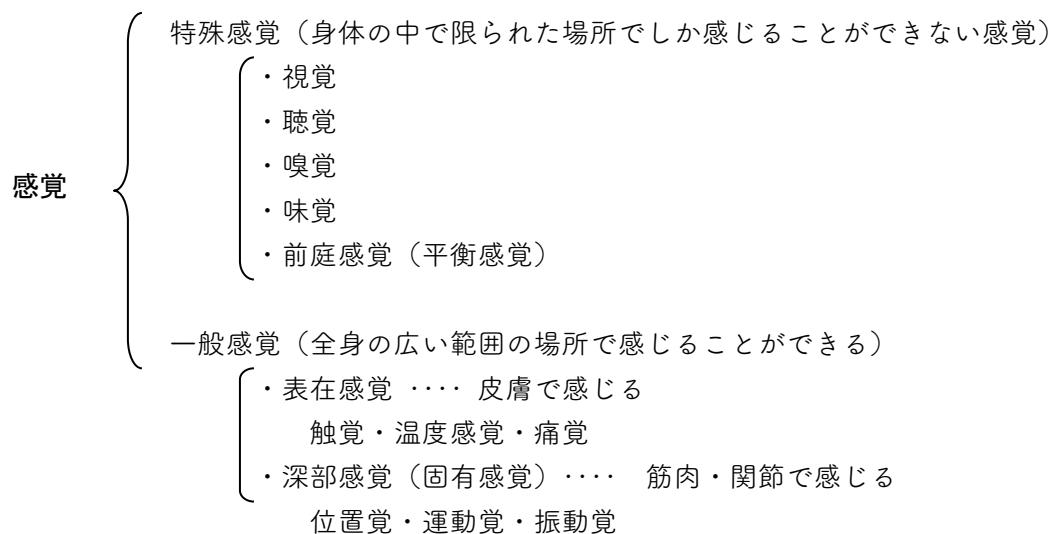 特殊感覚（身体の中で限られた場所でしか感じることができない感覚）
・視覚
・聴覚
・嗅覚
・味覚
・前庭感覚（平衡感覚）
感覚
一般感覚（全身の広い範囲の場所で感じることができる）
・表在感覚 ‥‥ 皮膚で感じる
触覚・温度感覚・痛覚
・深部感覚（固有感覚）‥‥　筋肉・関節で感じる
位置覚・運動覚・振動覚